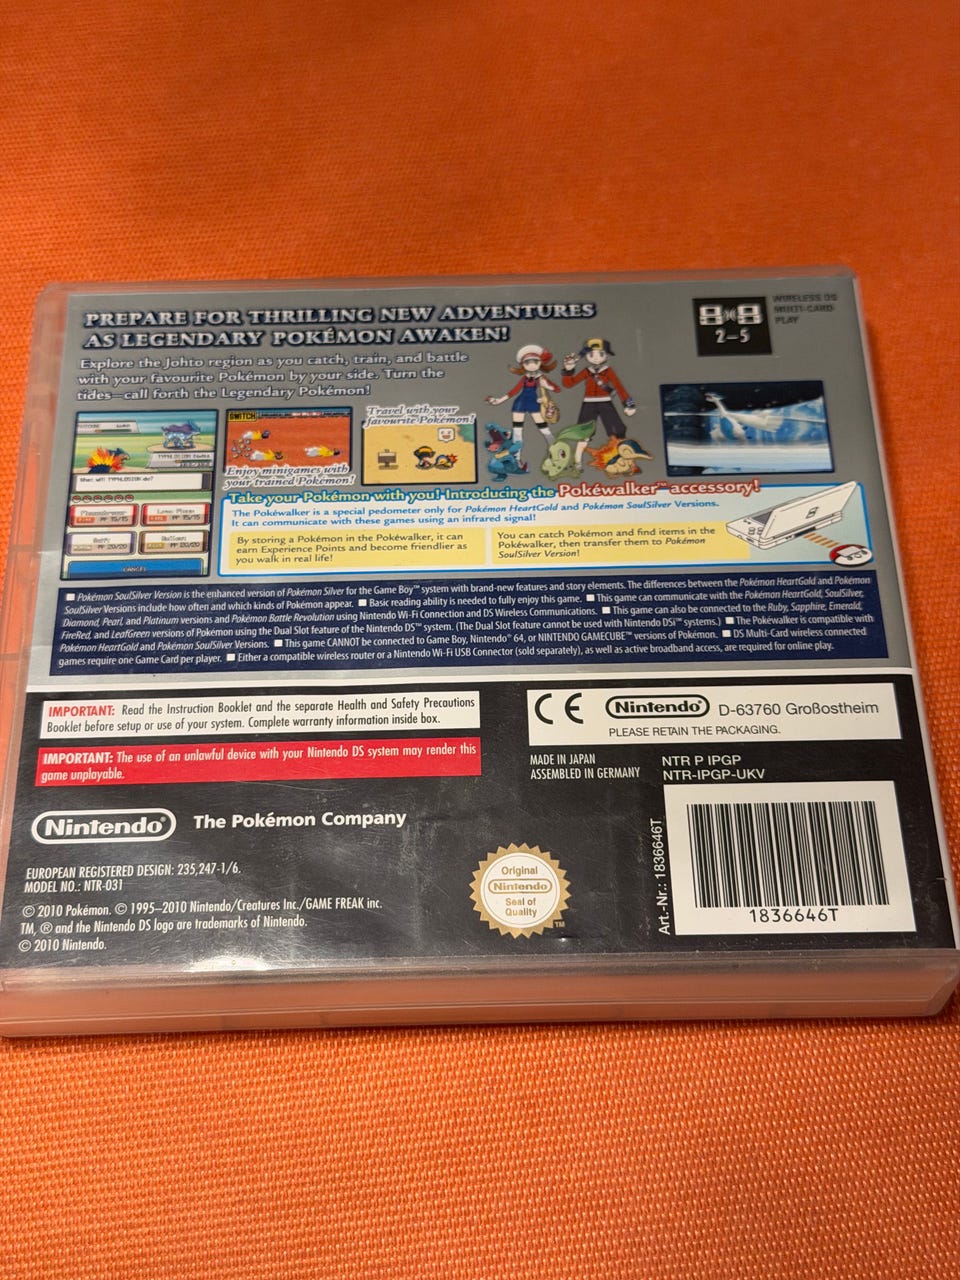 PREPARE FOR THRILLING NEW ADVENTURES
AS LEGENDARY POKÉMON AWAKEN!
Explore the Johto region as you catch, train, and battle
with your favourite Pokémon by your side. Turn the
tides—call forth the Legendary Pokémon!
2–5
WIRELESS DS
MULTI-CARD
PLAY
SWITCH
Enjoy minigames with
your trained Pokémon!
Travel with your
favourite Pokémon!
What will TYPHLOSION do?
PP 15/15
PP 15/15
PP 20/20
PP 20/20
CANCEL
Take your Pokémon with you! Introducing the Pokéwalker™ accessory!
The Pokéwalker is a special pedometer only for Pokémon HeartGold and Pokémon SoulSilver Versions.
It can communicate with these games using an infrared signal!
By storing a Pokémon in the Pokéwalker, it can
earn Experience Points and become friendlier as
you walk in real life!
You can catch Pokémon and find items in the
Pokéwalker, then transfer them to Pokémon
SoulSilver Version!
■ Pokémon SoulSilver Version is the enhanced version of Pokémon Silver for the Game Boy™ system with brand-new features and story elements. The differences between the Pokémon HeartGold and Pokémon
SoulSilver Versions include how often and which kinds of Pokémon appear. ■ Basic reading ability is needed to fully enjoy this game. ■ This game can communicate with the Pokémon HeartGold, SoulSilver,
Diamond, Pearl, and Platinum versions and Pokémon Battle Revolution using Nintendo Wi-Fi Connection and DS Wireless Communications. ■ This game can also be connected to the Ruby, Sapphire, Emerald,
FireRed, and LeafGreen versions of Pokémon using the Dual Slot feature of the Nintendo DS™ system. (The Dual Slot feature cannot be used with Nintendo DSi™ systems.) ■ The Pokéwalker is compatible with
Pokémon HeartGold and Pokémon SoulSilver Versions. ■ This game CANNOT be connected to Game Boy, Nintendo® 64, or NINTENDO GAMECUBE™ versions of Pokémon. ■ DS Multi-Card wireless connected
games require one Game Card per player. ■ Either a compatible wireless router or a Nintendo Wi-Fi USB Connector (sold separately), as well as active broadband access, are required for online play.
IMPORTANT: Read the Instruction Booklet and the separate Health and Safety Precautions
Booklet before setup or use of your system. Complete warranty information inside box.
IMPORTANT: The use of an unlawful device with your Nintendo DS system may render this
game unplayable.
CE Nintendo® D-63760 Großostheim
PLEASE RETAIN THE PACKAGING.
MADE IN JAPAN
ASSEMBLED IN GERMANY
NTR P IPGP
NTR-IPGP-UKV
Nintendo® The Pokémon Company
EUROPEAN REGISTERED DESIGN: 235,247-1/6.
MODEL NO.: NTR-031
© 2010 Pokémon. © 1995–2010 Nintendo/Creatures Inc./GAME FREAK inc.
TM, ® and the Nintendo DS logo are trademarks of Nintendo.
© 2010 Nintendo.
Original
Nintendo
Seal of
Quality
TM
Art.-Nr.: 1836646T
1836646T